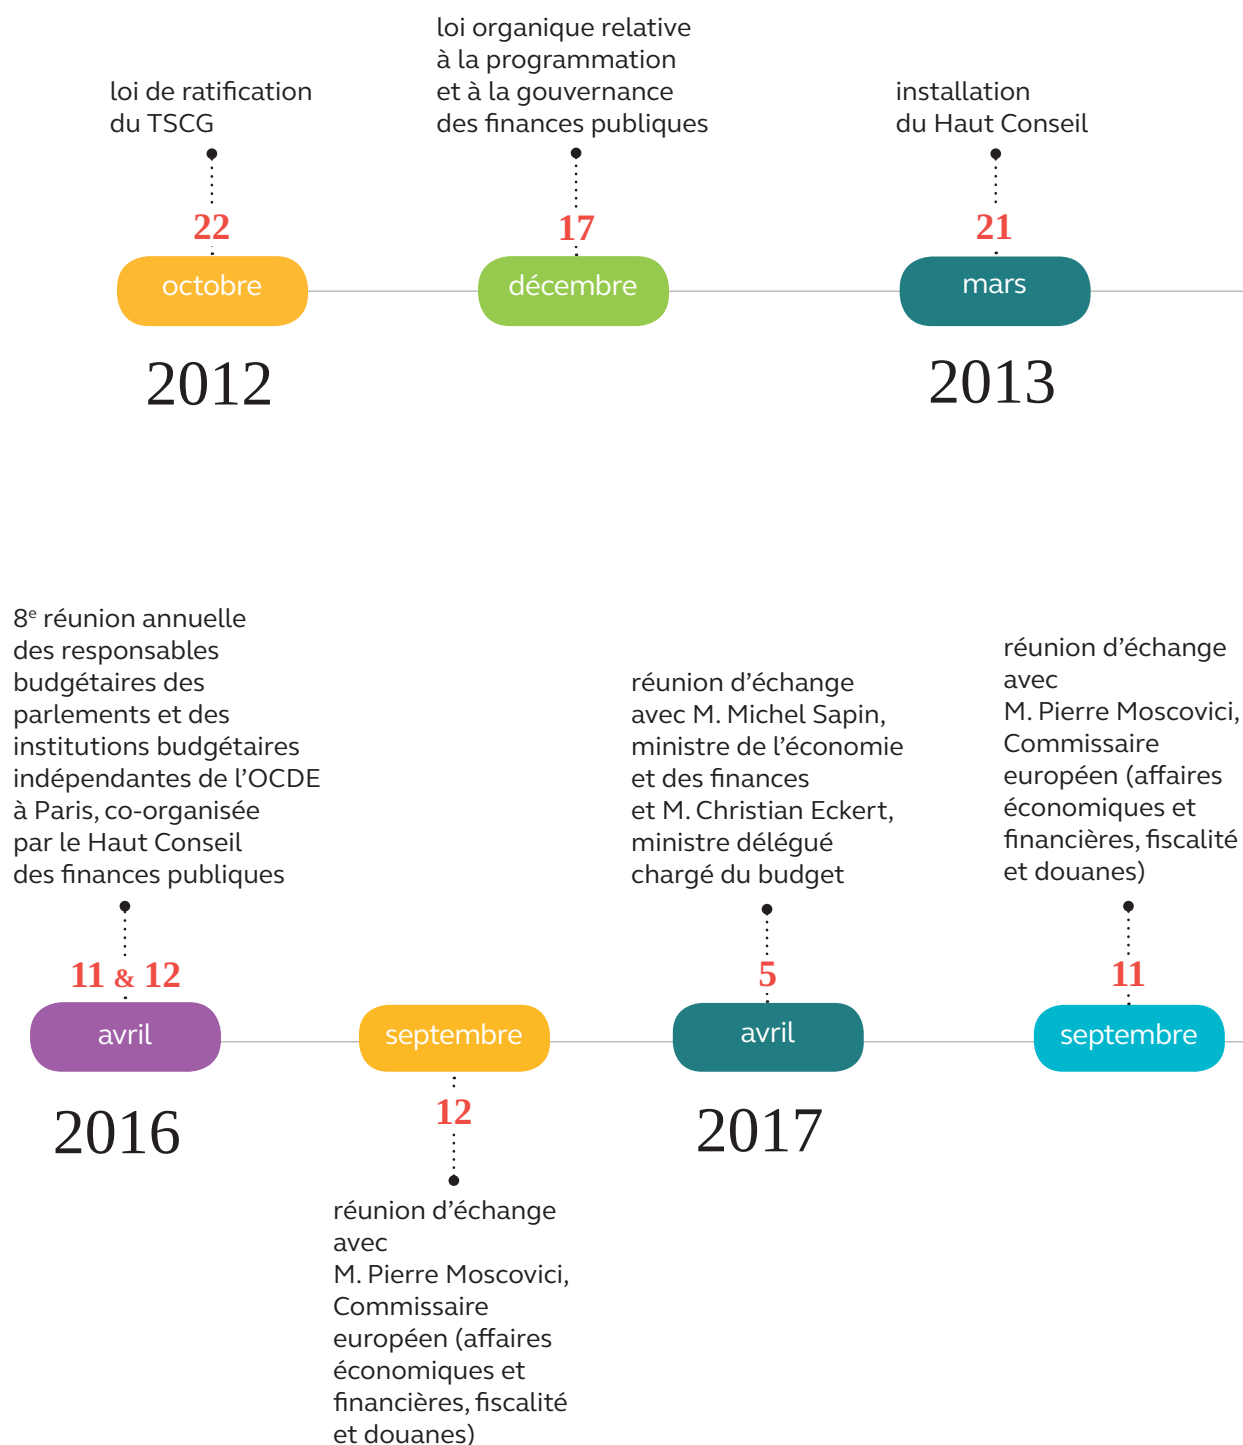 loi de ratification
du TSCG
22
octobre
2012
loi organique relative
à la programmation
et à la gouvernance
des finances publiques
17
décembre
installation
du Haut Conseil
21
mars
2013
8e réunion annuelle
des responsables
budgétaires des
parlements et des
institutions budgétaires
indépendantes de l’OCDE
à Paris, co-organisée
par le Haut Conseil
des finances publiques
11 & 12
avril
2016
septembre
12
réunion d’échange
avec
M. Pierre Moscovici,
Commissaire
européen (affaires
économiques et
financières, fiscalité
et douanes)
réunion d’échange
avec M. Michel Sapin,
ministre de l’économie
et des finances
et M. Christian Eckert,
ministre délégué
chargé du budget
5
avril
2017
réunion d’échange
avec
M. Pierre Moscovici,
Commissaire
européen (affaires
économiques et
financières, fiscalité
et douanes)
11
septembre